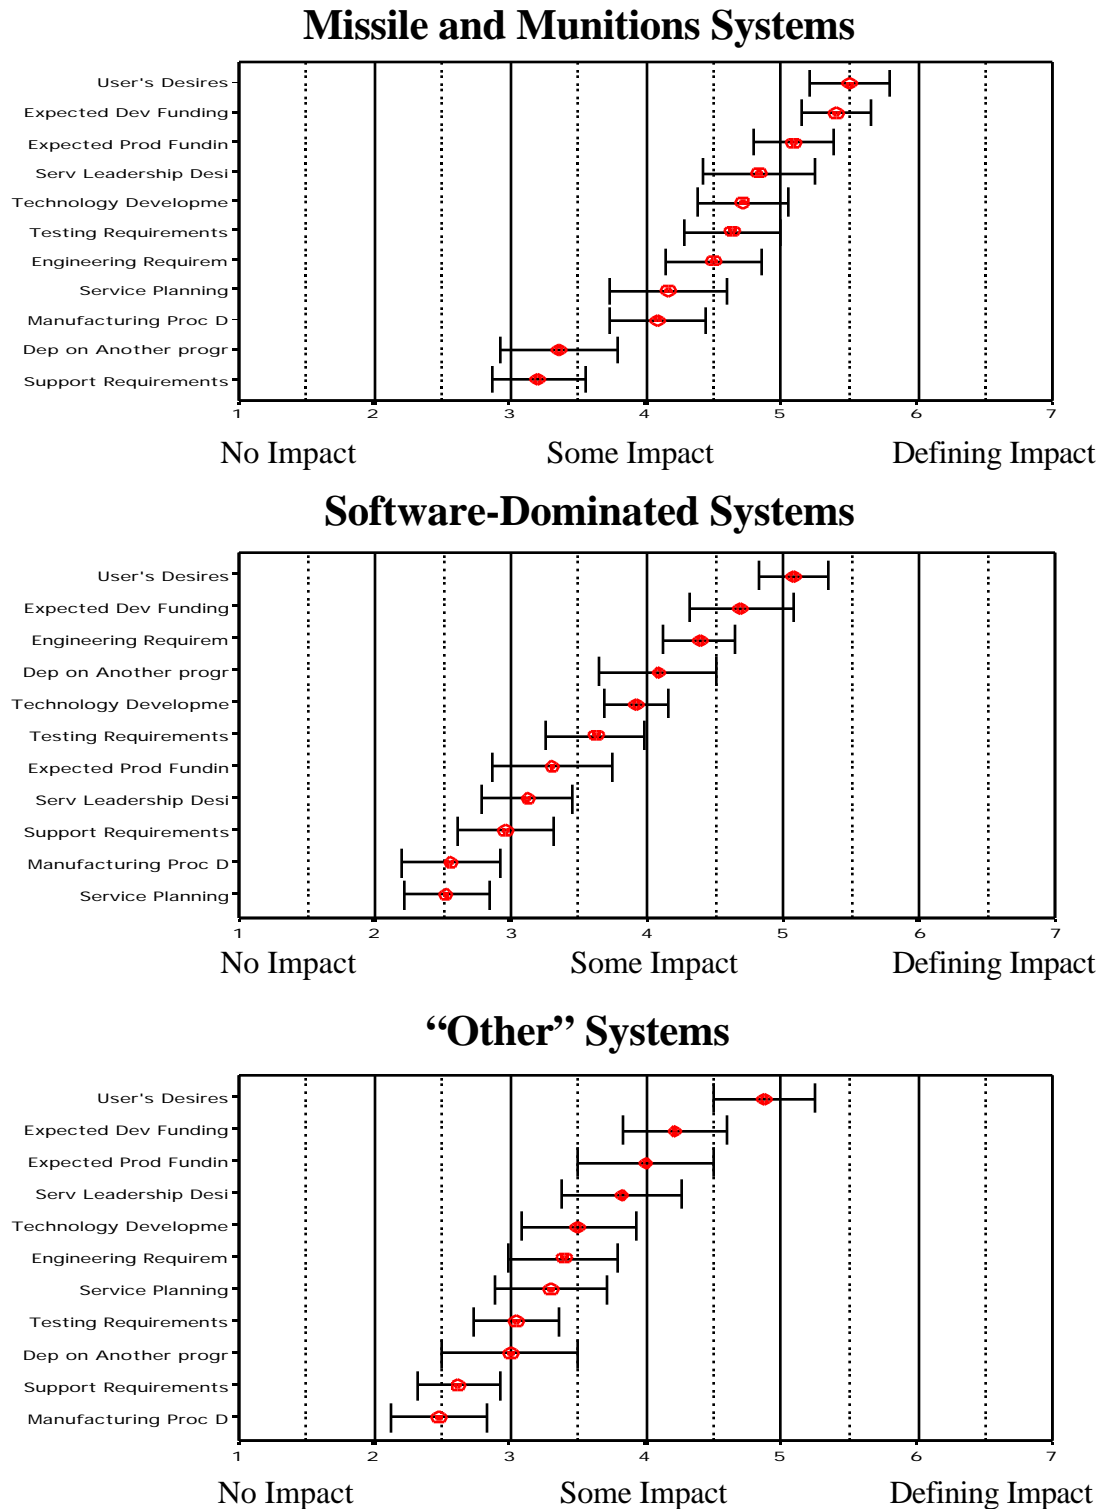 Missile and Munitions Systems
User's Desires
Expected Dev Funding
Expected Prod Fundin
Serv Leadership Desi
Technology Developme
Testing Requirements
Engineering Requirem
Service Planning
Manufacturing Proc D
Dep on Another progr
Support Requirements
1 2 3 4 5 6 7
No Impact Some Impact Defining Impact
Software-Dominated Systems
User's Desires
Expected Dev Funding
Engineering Requirem
Dep on Another progr
Technology Developme
Testing Requirements
Expected Prod Fundin
Serv Leadership Desi
Support Requirements
Manufacturing Proc D
Service Planning
1 2 3 4 5 6 7
No Impact Some Impact Defining Impact
“Other” Systems
User's Desires
Expected Dev Funding
Expected Prod Fundin
Serv Leadership Desi
Technology Developme
Engineering Requirem
Service Planning
Testing Requirements
Dep on Another progr
Support Requirements
Manufacturing Proc D
1 2 3 4 5 6 7
No Impact Some Impact Defining Impact